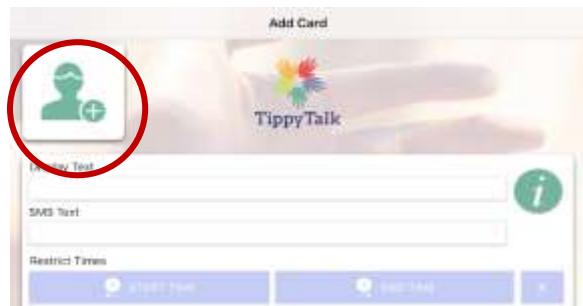 Add Card
TippyTalk
Display Text
SMS Text
Restrict Times
START TIME
END TIME